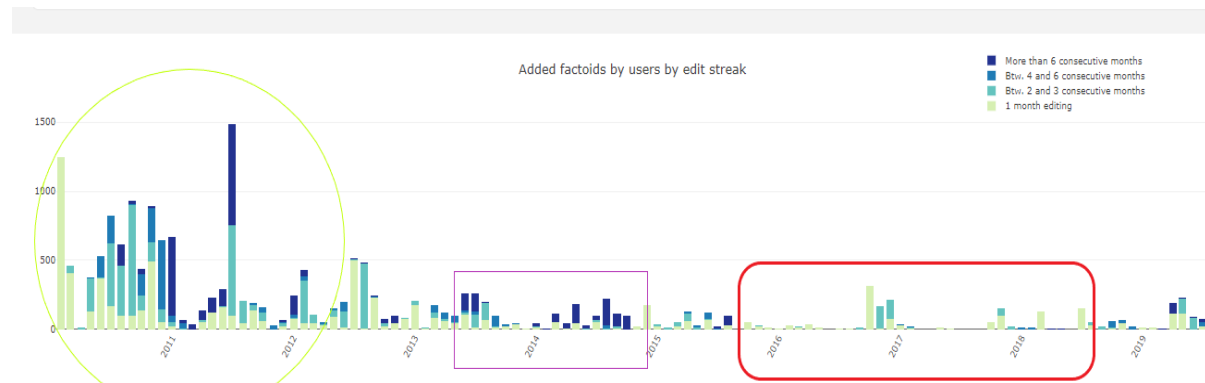 Added factoids by users by edit streak
More than 6 consecutive months
Btw. 4 and 6 consecutive months
Btw. 2 and 3 consecutive months
1 month editing
1500
1000
500
0
2011
2012
2013
2014
2015
2016
2017
2018
2019